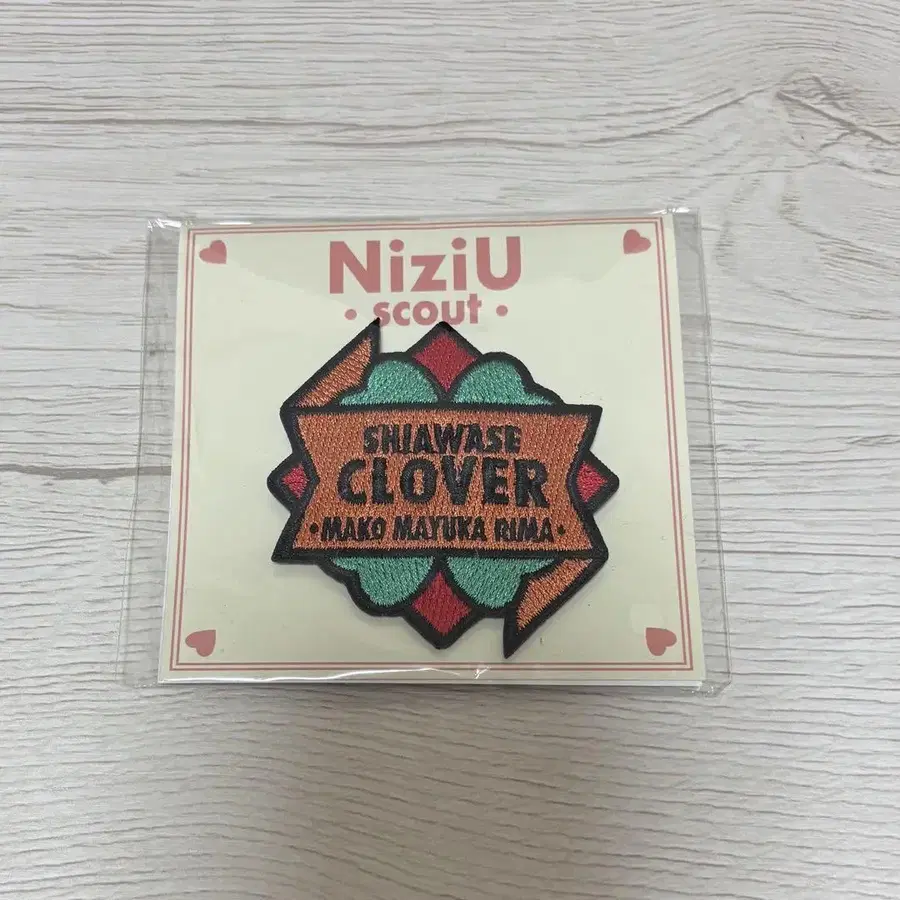 NiziU
• scout •
SHIAWASE
CLOVER
•MAKO MAYUKA RIMA•